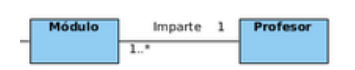 Módulo
Imparte 1
Profesor
1..*